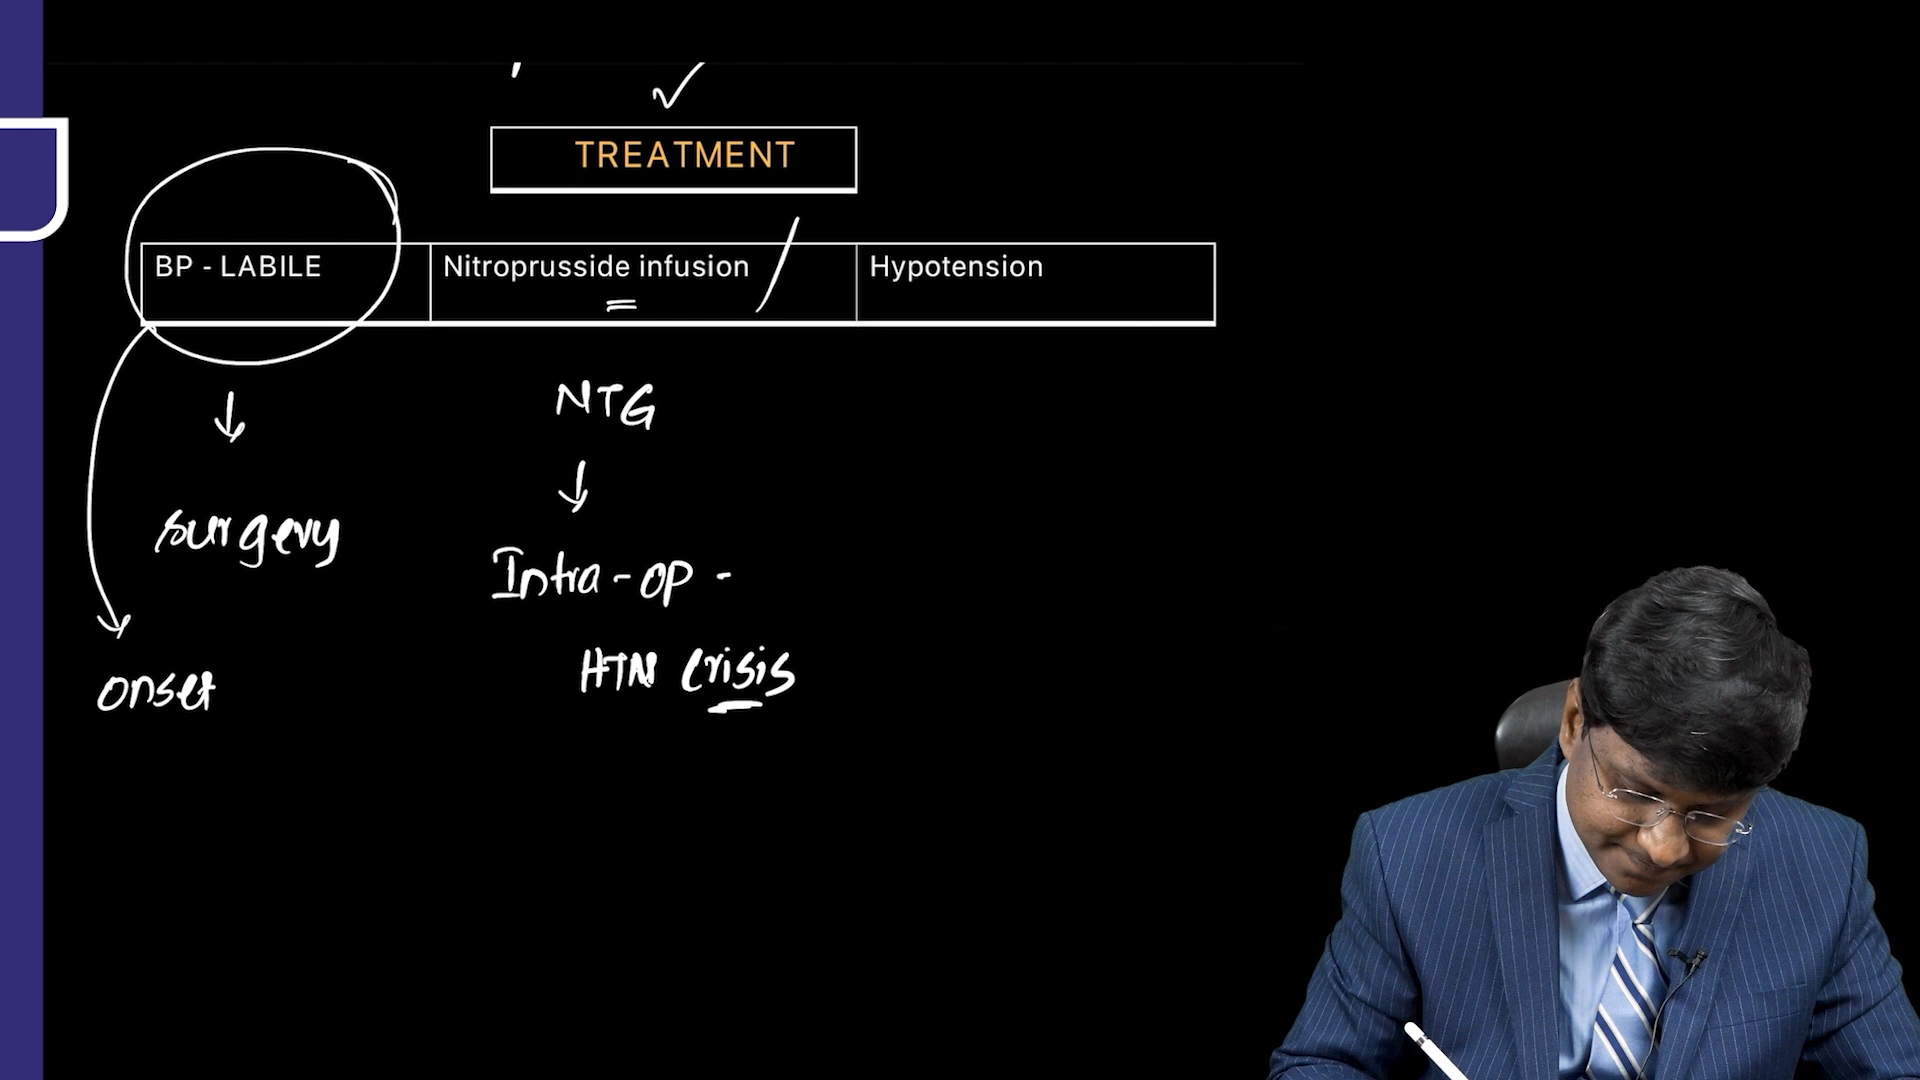 TREATMENT
BP - LABILE
Nitroprusside infusion
Hypotension
NTG
surgery
Intra-op -
HTN crisis
onset